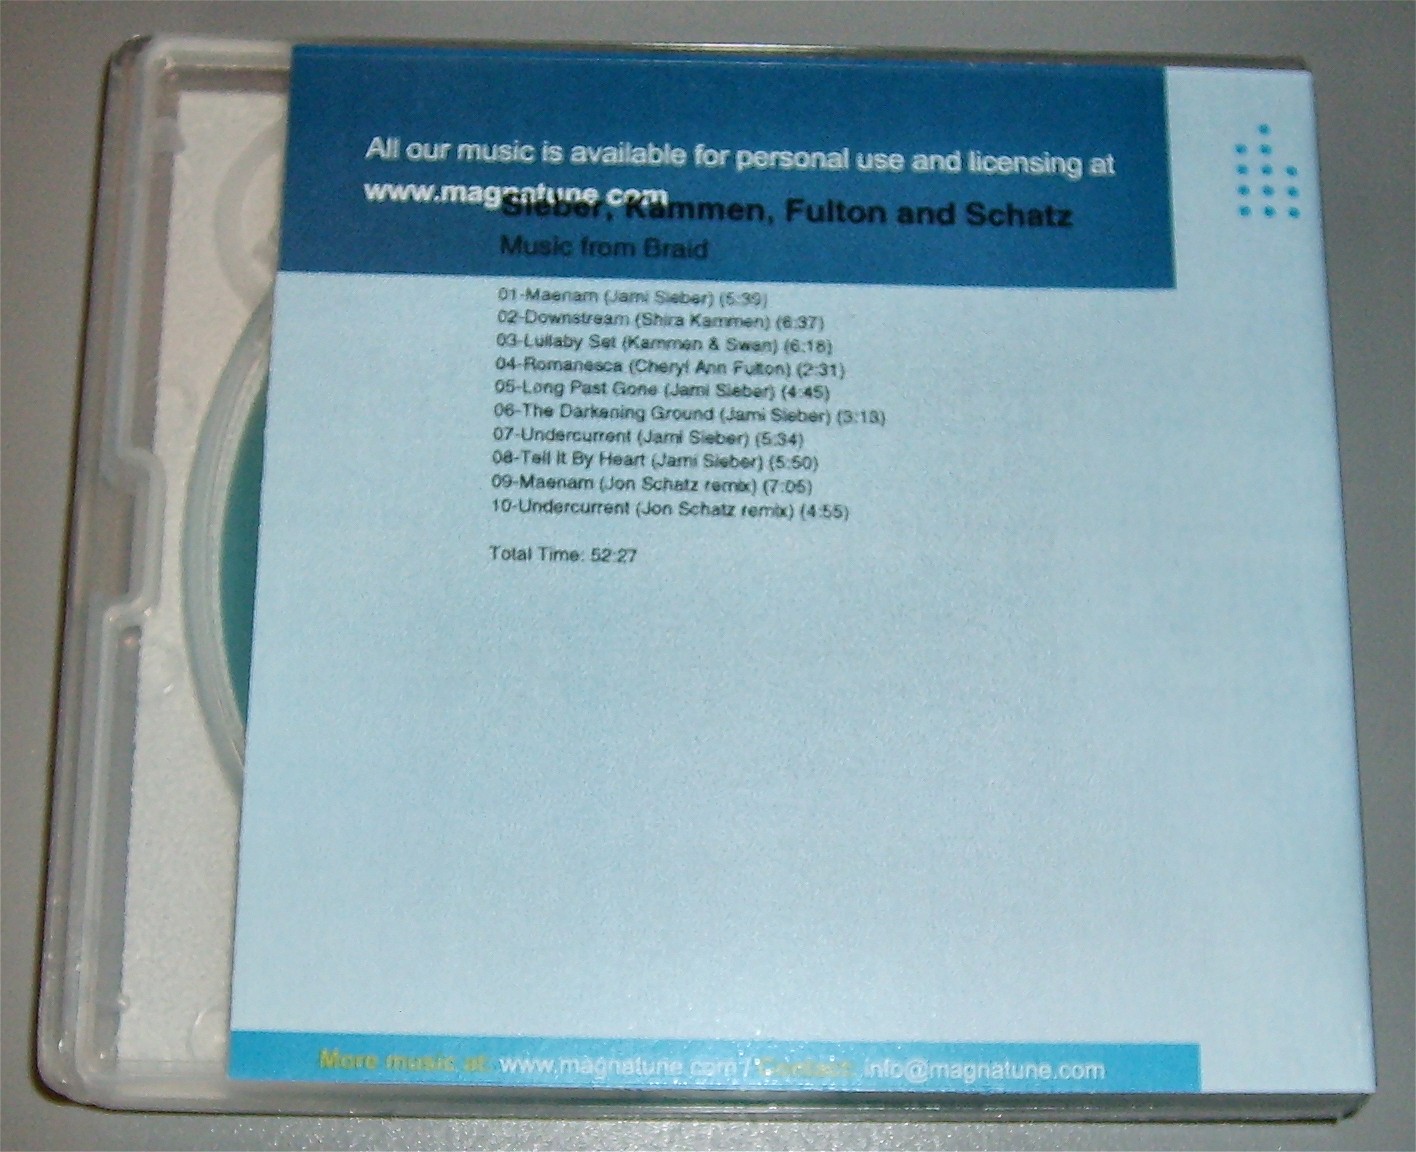 All our music is available for personal use and licensing at
www.magnatune.com
Sieber, Kammen, Fulton and Schatz
Music from Braid
01-Maenam (Jami Sieber) (5:39)
02-Downstream (Shira Kammen) (6:37)
03-Lullaby Set (Kammen & Swan) (6:18)
04-Romanesca (Cheryl Ann Fulton) (2:31)
05-Long Past Gone (Jami Sieber) (4:45)
06-The Darkening Ground (Jami Sieber) (3:13)
07-Undercurrent (Jami Sieber) (5:34)
08-Tell It By Heart (Jami Sieber) (5:50)
09-Maenam (Jon Schatz remix) (7:05)
10-Undercurrent (Jon Schatz remix) (4:55)
Total Time: 52:27
More music at: www.magnatune.com / Contact: info@magnatune.com